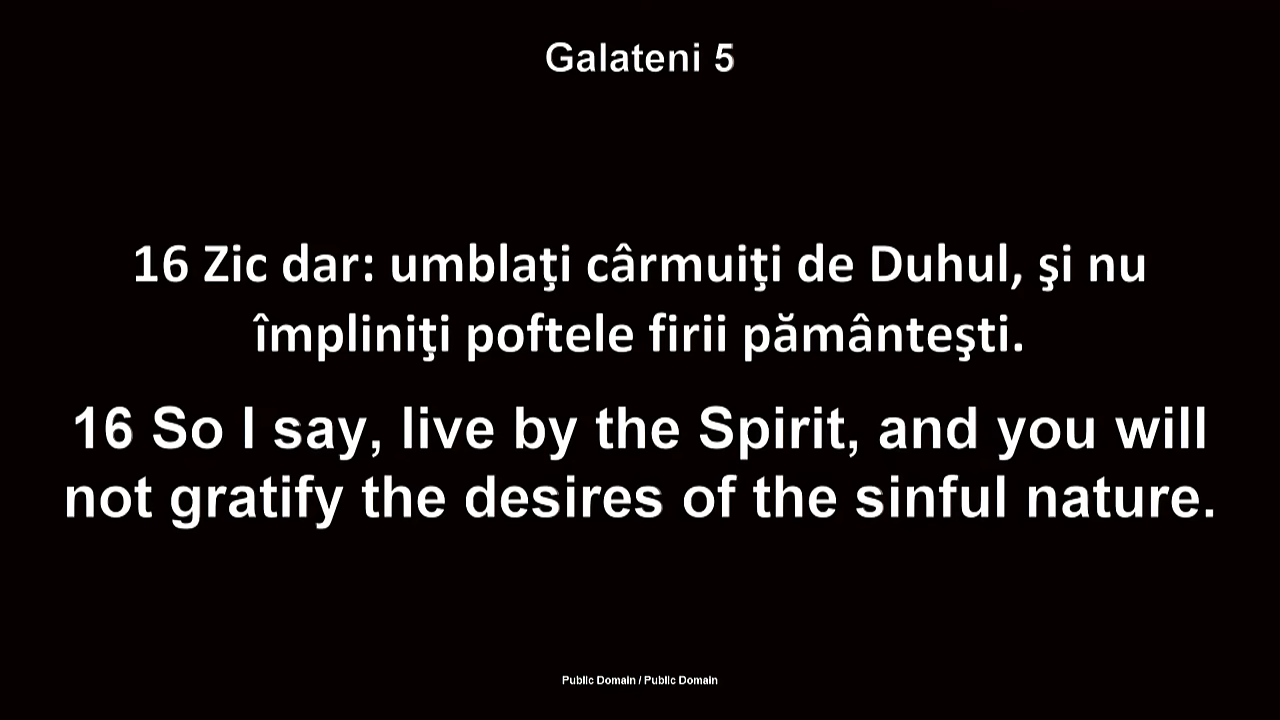 Galateni 5
16 Zic dar: umblaţi cârmuiţi de Duhul, şi nu
împliniţi poftele firii pământeşti.
16 So I say, live by the Spirit, and you will
not gratify the desires of the sinful nature.
Public Domain / Public Domain